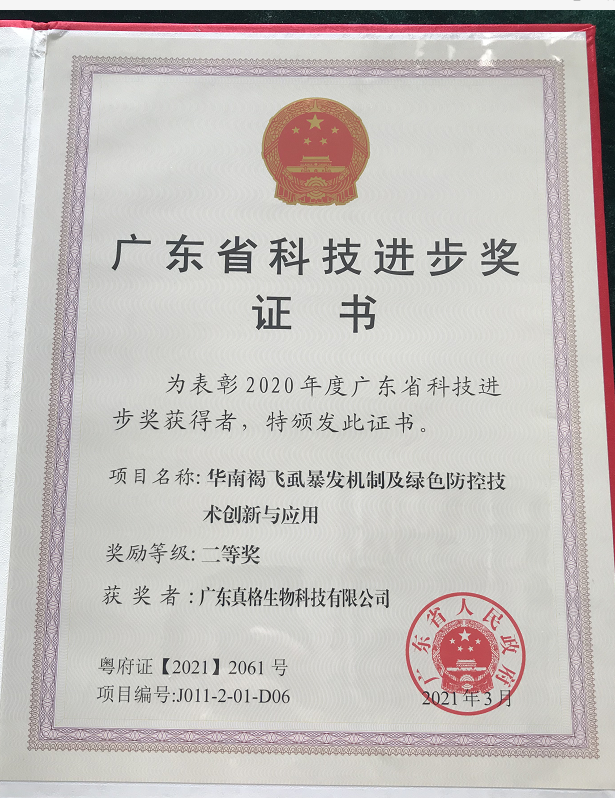 广东省科技进步奖
证 书
为表彰2020年度广东省科技进
步奖获得者，特颁发此证书。
项目名称:华南褐飞虱暴发机制及绿色防控技
术创新与应用
奖励等级:二等奖
获奖者:广东真格生物科技有限公司
广东省人民政府
粤府证【2021】2061号
项目编号:J011-2-01-D06
2021年3月